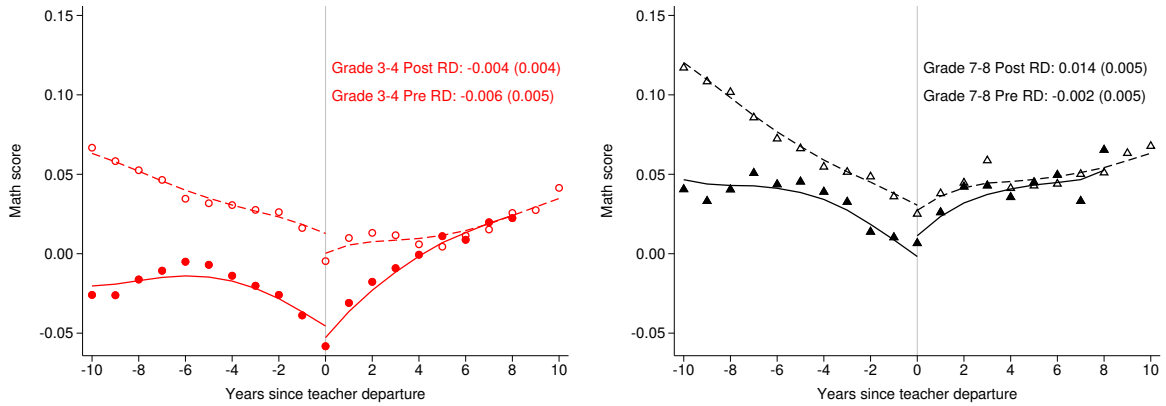 0.15
0.10
0.05
0.00
-0.05
Math score
Grade 3-4 Post RD: -0.004 (0.004)
Grade 3-4 Pre RD: -0.006 (0.005)
-10 -8 -6 -4 -2 0 2 4 6 8 10
Years since teacher departure
0.15
0.10
0.05
0.00
-0.05
Math score
Grade 7-8 Post RD: 0.014 (0.005)
Grade 7-8 Pre RD: -0.002 (0.005)
-10 -8 -6 -4 -2 0 2 4 6 8 10
Years since teacher departure